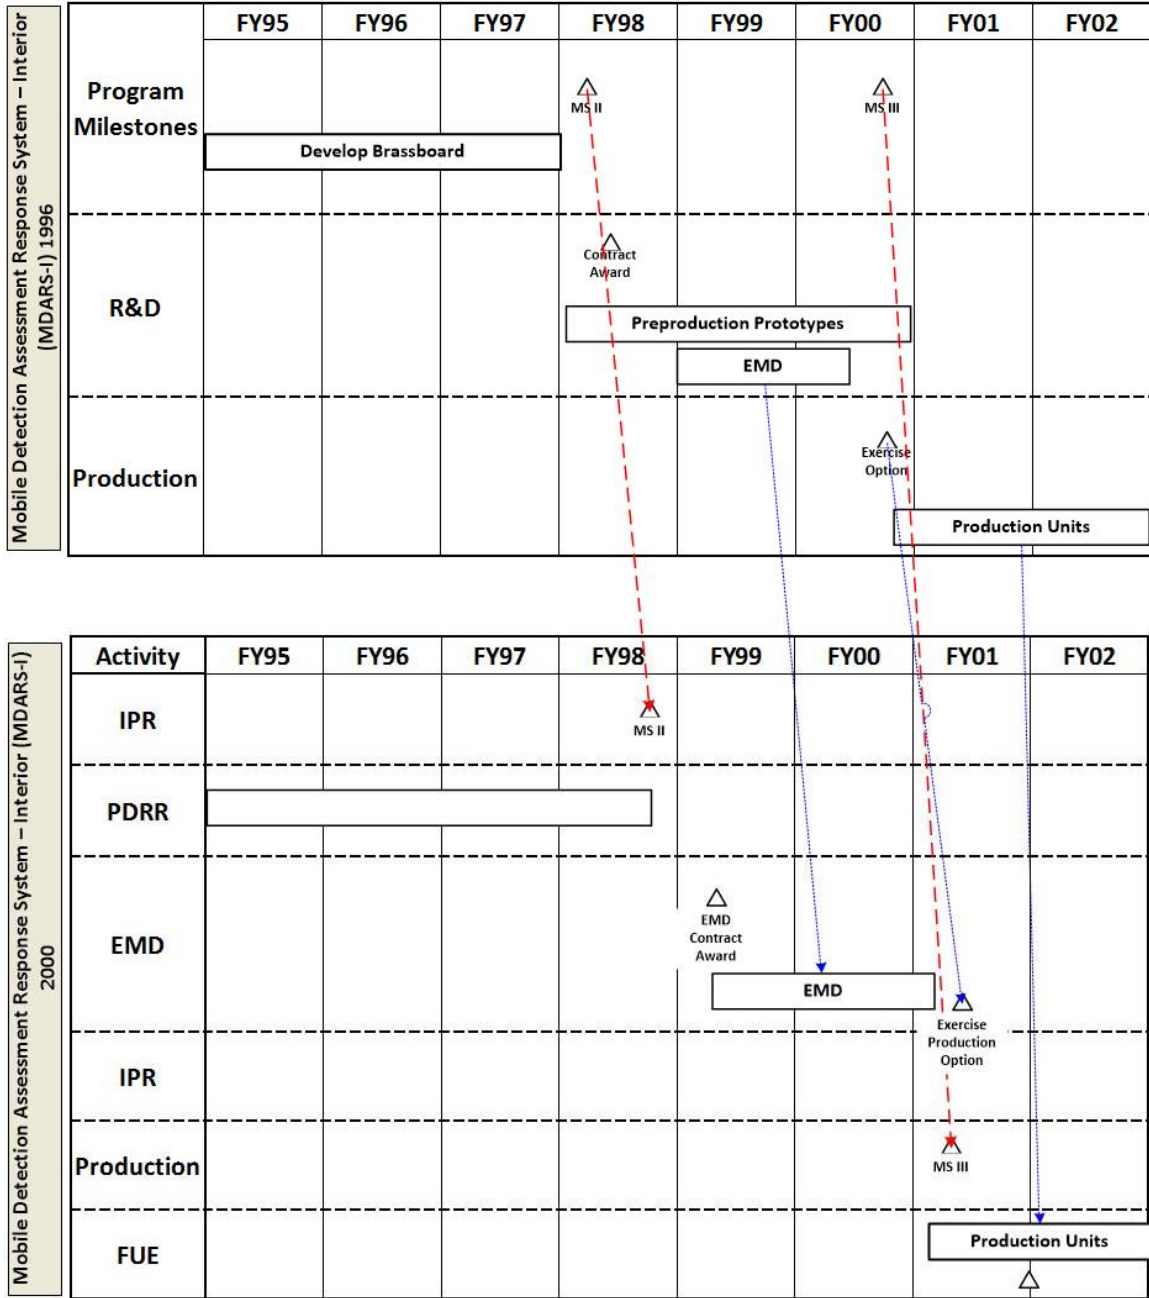 Mobile Detection Assessment Response System – Interior
(MDARS-I) 1996
FY95 FY96 FY97 FY98 FY99 FY00 FY01 FY02
Program
Milestones
MS II
MS III
Develop Brassboard
R&D
Contract
Award
Preproduction Prototypes
EMD
Production
Exercise
Option
Production Units
Mobile Detection Assessment Response System – Interior (MDARS-I)
2000
Activity FY95 FY96 FY97 FY98 FY99 FY00 FY01 FY02
IPR
MS II
PDRR
EMD
EMD
Contract
Award
EMD
Exercise
Production
Option
IPR
Production
MS III
FUE
Production Units